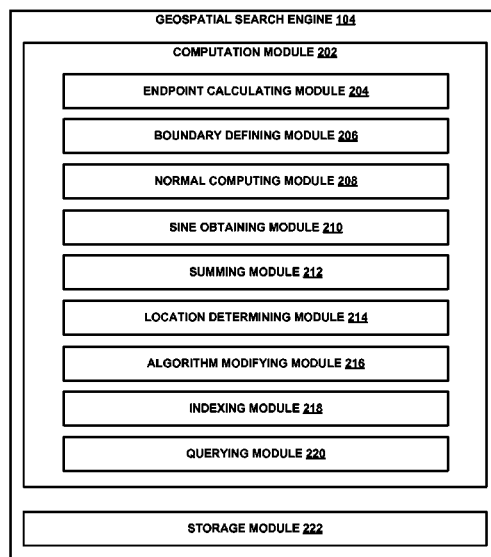 GEOSPATIAL SEARCH ENGINE 104
COMPUTATION MODULE 202
ENDPOINT CALCULATING MODULE 204
BOUNDARY DEFINING MODULE 206
NORMAL COMPUTING MODULE 208
SINE OBTAINING MODULE 210
SUMMING MODULE 212
LOCATION DETERMINING MODULE 214
ALGORITHM MODIFYING MODULE 216
INDEXING MODULE 218
QUERYING MODULE 220
STORAGE MODULE 222